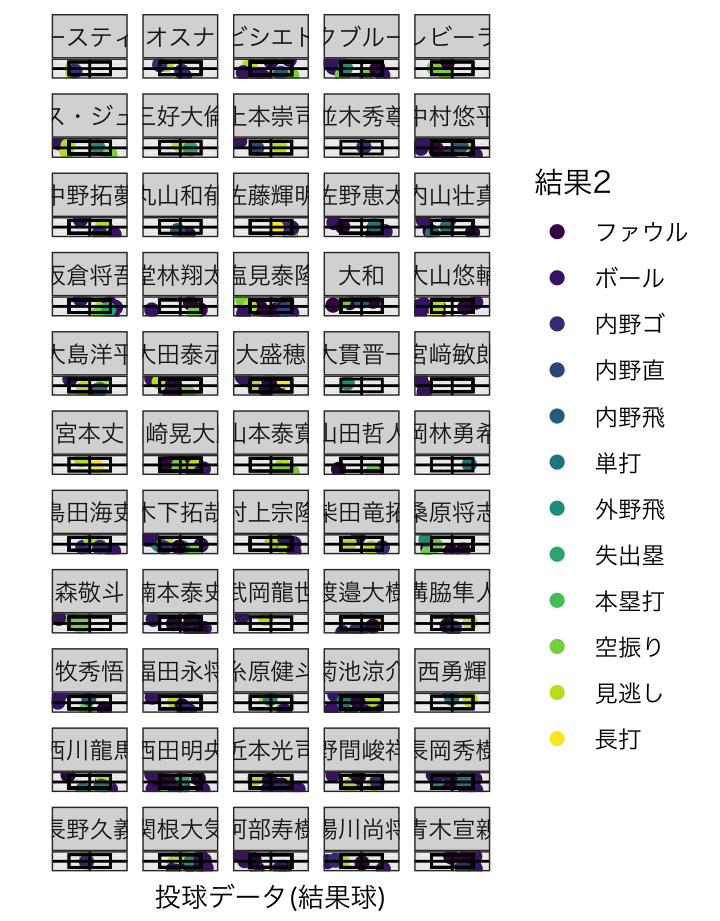 ースティ オスナ ビシエド ウブルー レビーラ
ス・ジュ 三好大倫 上本崇司 並木秀尊 中村悠平
中野拓夢 丸山和郁 佐藤輝明 佐野恵太 内山壮真
坂倉将吾 堂林翔太 塩見泰隆 大和 大山悠輔
大島洋平 大田泰示 大盛穂 大貫晋一 宮﨑敏郎
宮本丈 崎晃大 山本泰寛 山田哲人 岡林勇希
島田海吏 木下拓哉 村上宗隆 柴田竜拓 桑原将志
森敬斗 楠本泰史 武岡龍世 渡邉大樹 溝脇隼人
牧秀悟 福田永将 糸原健斗 菊池涼介 西勇輝
西川龍馬 西田明央 近本光司 野間峻祥 長岡秀樹
長野久義 関根大気 阿部寿樹 陽川尚将 青木宣親
投球データ(結果球)
結果2
ファウル
ボール
内野ゴ
内野直
内野飛
単打
外野飛
失出塁
本塁打
空振り
見逃し
長打